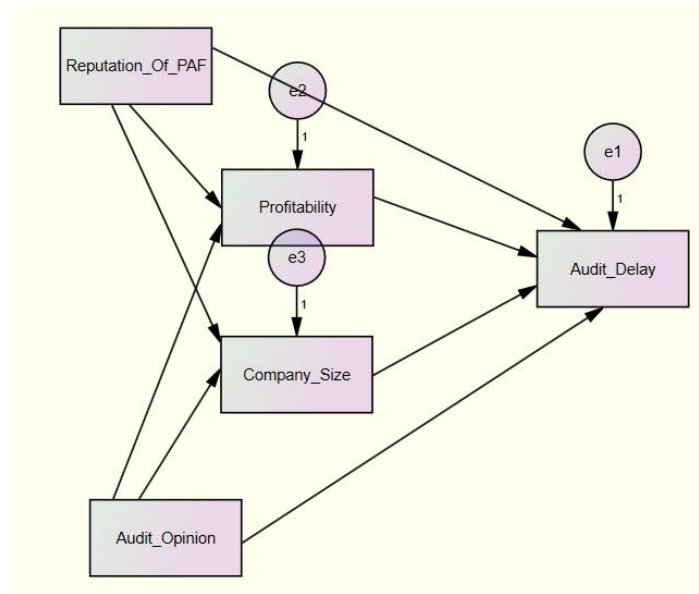 Reputation_Of_PAF
e2
1
e1
1
Profitability
e3
1
Audit_Delay
Company_Size
Audit_Opinion